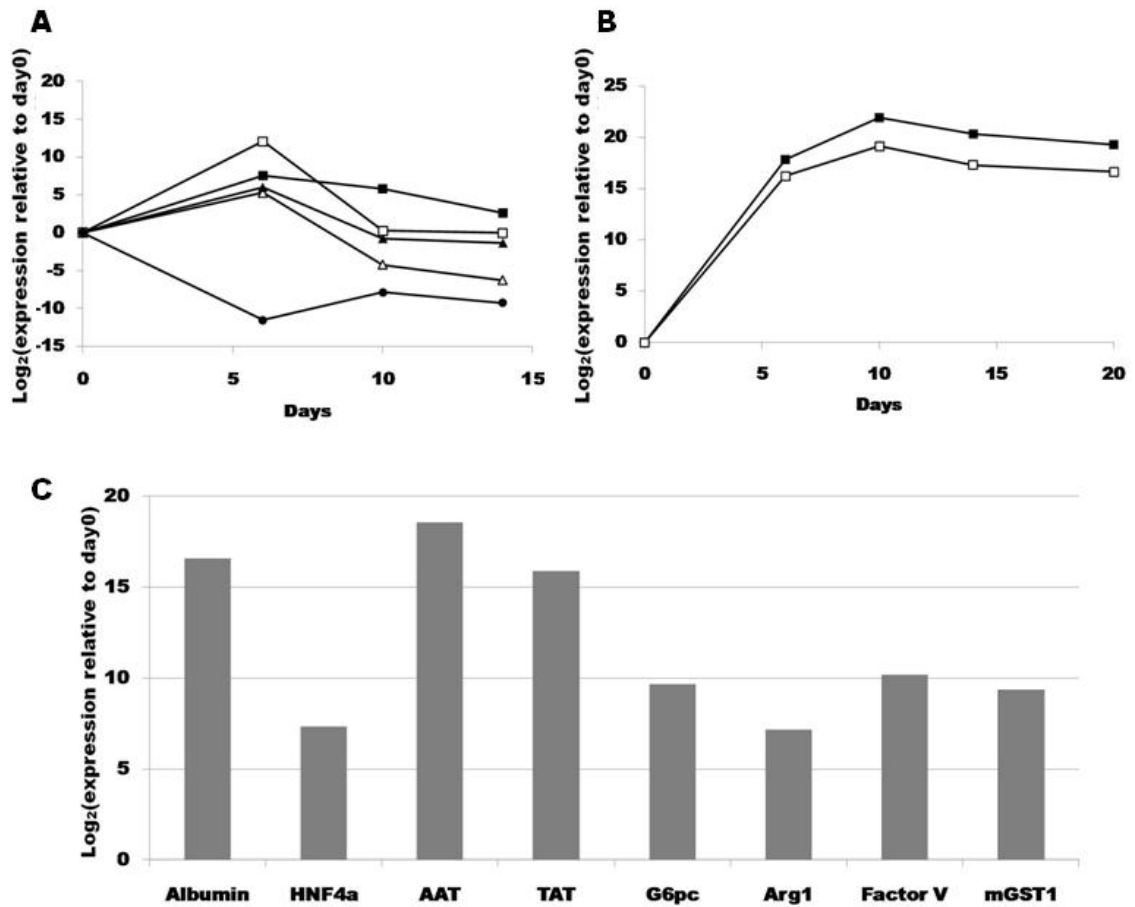 A
Log₂(expression relative to day0)
20
15
10
5
0
-5
-10
-15
0
5
10
15
Days
B
Log₂(expression relative to day0)
25
20
15
10
5
0
0
5
10
15
20
Days
C
Log₂(expression relative to day0)
20
15
10
5
0
Albumin
HNF4a
AAT
TAT
G6pc
Arg1
Factor V
mGST1